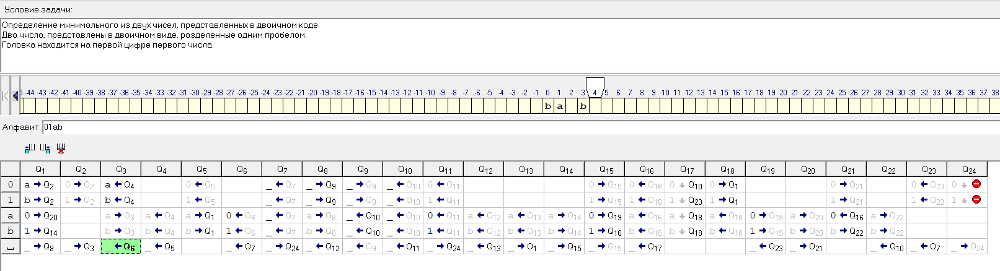 Условие задачи:
Определение минимального из двух чисел, представленных в двоичном коде.
Два числа, представлены в двоичном виде, разделенные одним пробелом.
Головка находится на первой цифре первого числа.
5 -44 -43 -42 -41 -40 -39 -38 -37 -36 -35 -34 -33 -32 -31 -30 -29 -28 -27 -26 -25 -24 -23 -22 -21 -20 -19 -18 -17 -16 -15 -14 -13 -12 -11 -10 -9 -8 -7 -6 -5 -4 -3 -2 -1 0 1 2 3 4 5 6 7 8 9 10 11 12 13 14 15 16 17 18 19 20 21 22 23 24 25 26 27 28 29 30 31 32 33 34 35 36 37 38
b a b
Алфавит 01ab
Q1 Q2 Q3 Q4 Q5 Q6 Q7 Q8 Q9 Q10 Q11 Q12 Q13 Q14 Q15 Q16 Q17 Q18 Q19 Q20 Q21 Q22 Q23 Q24
0 a → Q2 0 → Q2 a ← Q4 0 ← Q5 _ ← Q7 _ → Q9 _ → Q9 _ ← Q10 0 ← Q11 0 → Q15 0 ← Q16 0 ↓ Q10 0 → Q1 0 → Q21 0 ← Q23 0 ↓
1 b → Q2 1 → Q2 b ← Q4 1 ← Q5 _ ← Q7 _ → Q9 _ → Q9 _ ← Q10 1 ← Q11 1 → Q15 1 ← Q16 1 ↓ Q23 1 → Q1 1 → Q21 1 ← Q23 1 ↓
a 0 → Q20 a → Q3 a ← Q4 a → Q1 0 ← Q6 _ ← Q7 a ← Q8 _ ← Q10 _ ← Q10 0 ← Q11 a ← Q12 a ← Q13 a → Q14 0 → Q19 a ← Q16 a ↓ Q18 0 → Q19 a → Q20 0 ← Q16 a ← Q22
b 1 → Q14 b → Q3 b ← Q4 b → Q1 1 ← Q6 _ ← Q7 b ← Q8 _ ← Q10 _ ← Q10 1 ← Q11 b ← Q12 b ← Q13 b → Q14 1 → Q16 b ← Q16 b ↓ Q18 1 → Q19 b → Q20 b ← Q22 b ← Q22
_ → Q8 _ → Q3 ← Q6 _ ← Q5 _ ← Q7 _ → Q24 _ ← Q12 _ ← Q9 _ ← Q11 _ → Q24 _ ← Q13 _ → Q1 _ → Q15 _ → Q15 _ ← Q17 _ ← Q23 _ → Q21 _ ← Q10 _ → Q7 _ → Q24